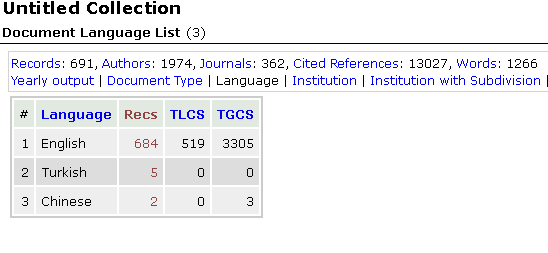 Untitled Collection
Document Language List (3)
Records: 691, Authors: 1974, Journals: 362, Cited References: 13027, Words: 1266
Yearly output | Document Type | Language | Institution | Institution with Subdivision |
# Language Recs TLCS TGCS
1 English 684 519 3305
2 Turkish 5 0 0
3 Chinese 2 0 3